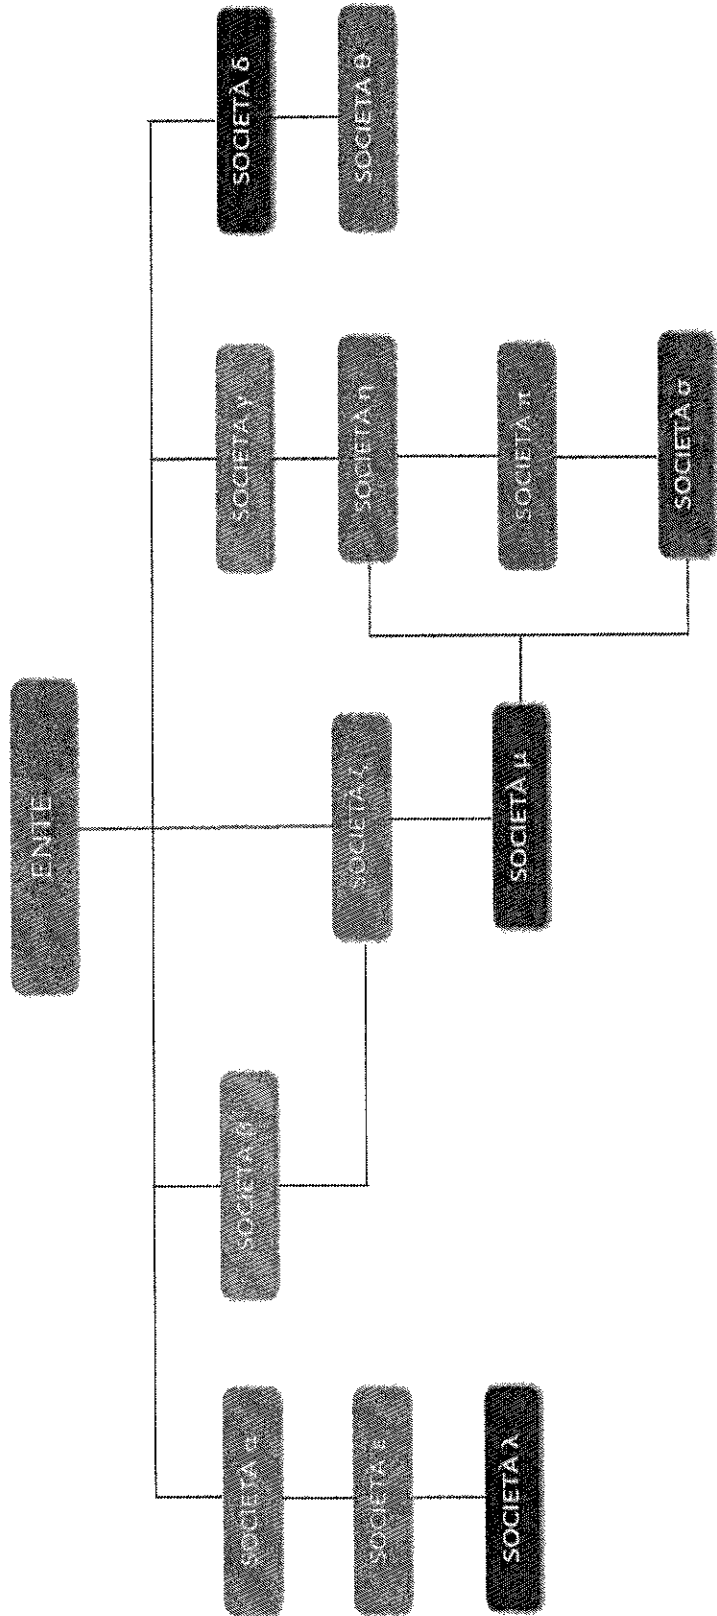 ENTE
SOCIETÀ α
SOCIETÀ β
SOCIETÀ γ
SOCIETÀ δ
SOCIETÀ ε
SOCIETÀ ζ
SOCIETÀ η
SOCIETÀ θ
SOCIETÀ λ
SOCIETÀ μ
SOCIETÀ π
SOCIETÀ σ